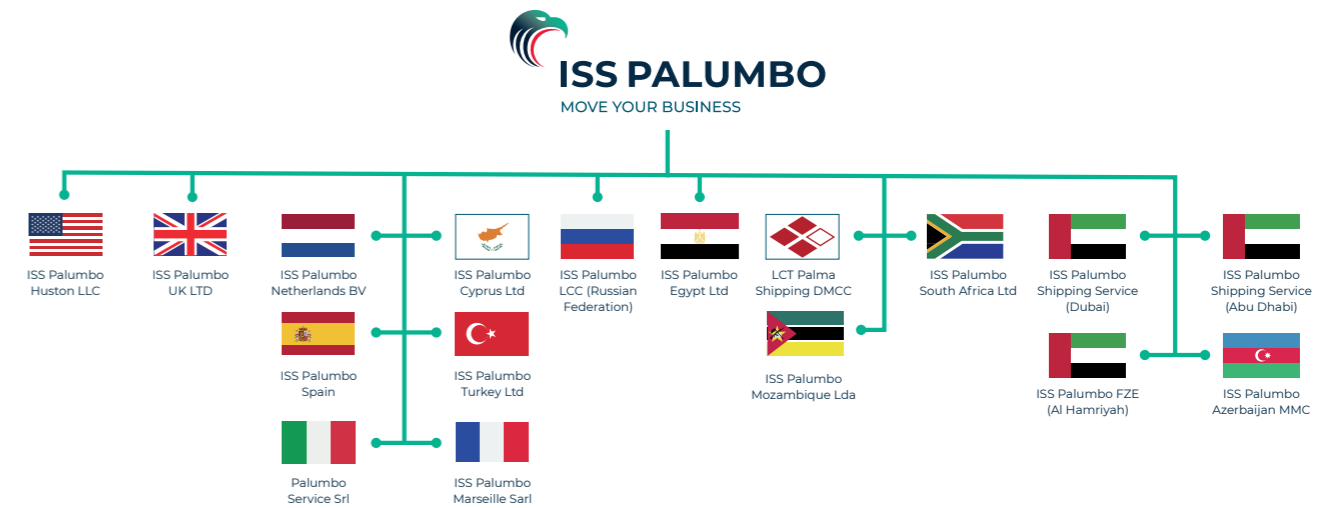 ISS PALUMBO
MOVE YOUR BUSINESS
ISS Palumbo
Huston LLC
ISS Palumbo
UK LTD
ISS Palumbo
Netherlands BV
ISS Palumbo
Cyprus Ltd
ISS Palumbo
LCC (Russian
Federation)
ISS Palumbo
Egypt Ltd
LCT Palma
Shipping DMCC
ISS Palumbo
South Africa Ltd
ISS Palumbo
Shipping Service
(Dubai)
ISS Palumbo
Shipping Service
(Abu Dhabi)
ISS Palumbo
Spain
ISS Palumbo
Turkey Ltd
ISS Palumbo
Mozambique Lda
ISS Palumbo FZE
(Al Hamriyah)
ISS Palumbo
Azerbaijan MMC
Palumbo
Service Srl
ISS Palumbo
Marseille Sarl